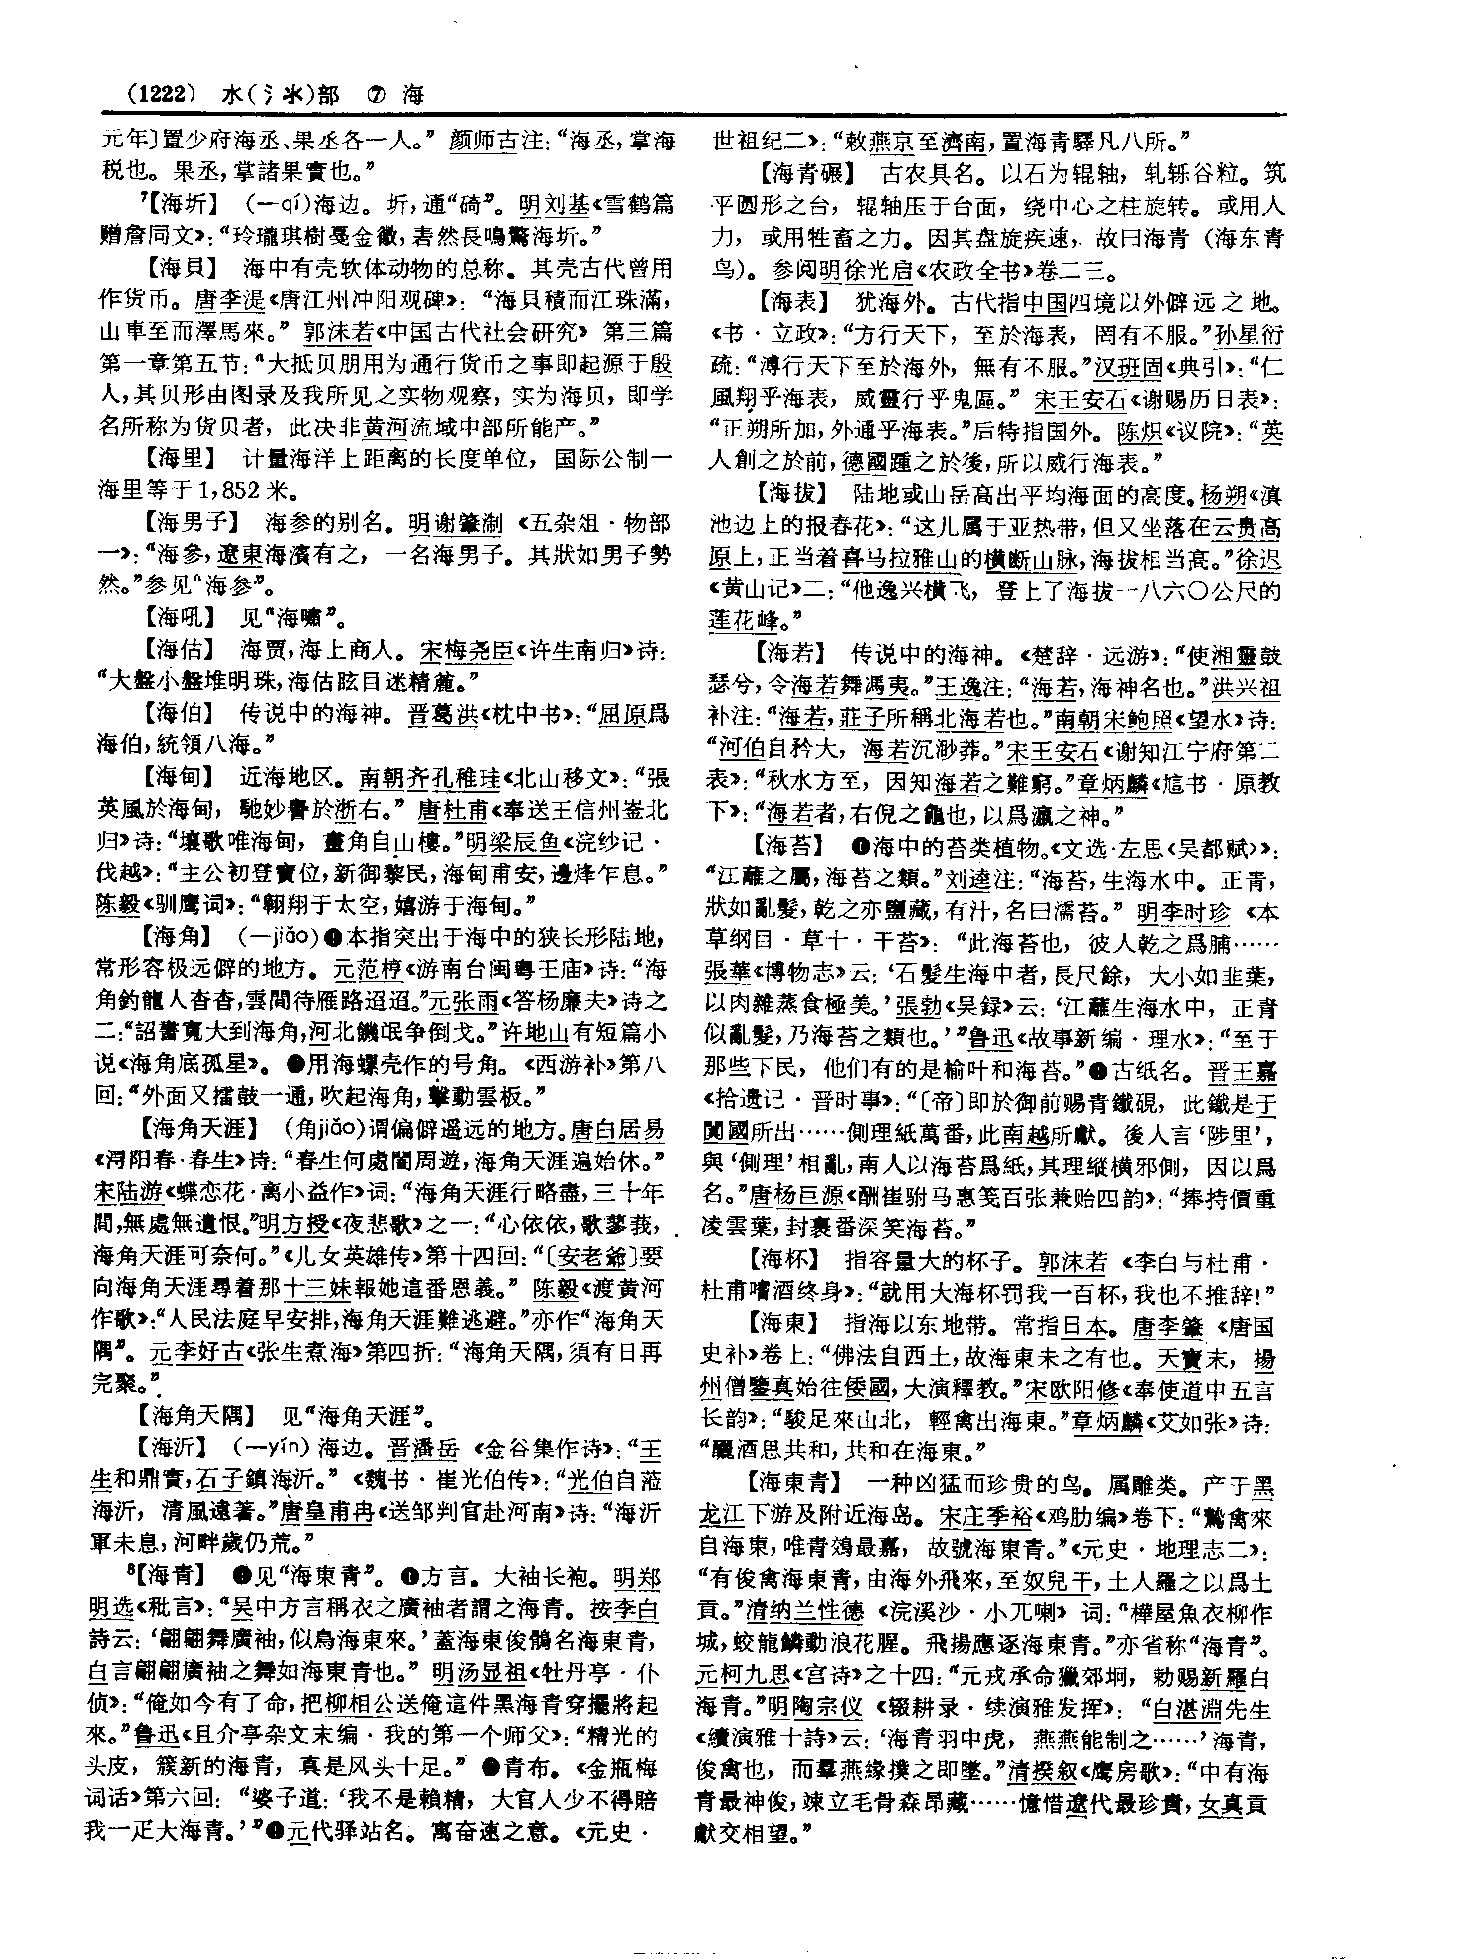 (1222) 水(氵氺)部 ⑦ 海
元年〕置少府海丞、果丞各一人。”颜师古注：“海丞，掌海
税也。果丞，掌諸果實也。”
7【海圻】 （一qí）海边。圻，通“碕”。明刘基《雪鹤篇
赠詹同文》：“玲瓏琪樹戛金徽，砉然長鳴驚海圻。”
【海貝】 海中有壳软体动物的总称。其壳古代曾用
作货币。唐李湜《唐江州冲阳观碑》：“海貝積而江珠滿，
山車至而澤馬來。”郭沫若《中国古代社会研究》第三篇
第一章第五节：“大抵贝朋用为通行货币之事即起源于殷
人，其贝形由图录及我所见之实物观察，实为海贝，即学
名所称为货贝者，此决非黄河流域中部所能产。”
【海里】 计量海洋上距离的长度单位，国际公制一
海里等于1,852米。
【海男子】 海参的别名。明谢肇淛《五杂俎·物部
一》：“海参，遼東海濱有之，一名海男子。其狀如男子勢
然。”参见“海参”。
【海吼】 见“海嘯”。
【海估】 海贾，海上商人。宋梅尧臣《许生南归》诗：
“大盤小盤堆明珠，海估眩目迷精麄。”
【海伯】 传说中的海神。晋葛洪《枕中书》：“屈原爲
海伯，統領八海。”
【海甸】 近海地区。南朝齐孔稚珪《北山移文》：“張
英風於海甸，馳妙譽於浙右。”唐杜甫《奉送王信州崟北
归》诗：“壤歌唯海甸，畫角自山樓。”明梁辰鱼《浣纱记·
伐越》：“主公初登寶位，新御黎民，海甸甫安，邊烽乍息。”
陈毅《驯鹰词》：“翱翔于太空，嬉游于海甸。”
【海角】 （一jiǎo）❶本指突出于海中的狭长形陆地，
常形容极远僻的地方。元范梈《游南台闽粤王庙》诗：“海
角釣龍人杳杳，雲間待雁路迢迢。”元张雨《答杨廉夫》诗之
二：“詔書寬大到海角，河北饑氓争倒戈。”许地山有短篇小
说《海角底孤星》。❷用海螺壳作的号角。《西游补》第八
回：“外面又擂鼓一通，吹起海角，擊動雲板。”
【海角天涯】 （角jiǎo）谓偏僻遥远的地方。唐白居易
《浔阳春·春生》诗：“春生何處闇周遊，海角天涯遍始休。”
宋陆游《蝶恋花·离小益作》词：“海角天涯行略盡，三十年
間，無處無遺恨。”明方授《夜悲歌》之一：“心依依，歌蓼莪，
海角天涯可奈何。”《儿女英雄传》第十四回：“〔安老爺〕要
向海角天涯尋着那十三妹報她這番恩義。”陈毅《渡黄河
作歌》：“人民法庭早安排，海角天涯難逃避。”亦作“海角天
隅”。元李好古《张生煮海》第四折：“海角天隅，須有日再
完聚。”
【海角天隅】 见“海角天涯”。
【海沂】 （一yín）海边。晋潘岳《金谷集作诗》：“王
生和鼎實，石子鎮海沂。”《魏书·崔光伯传》：“光伯自蒞
海沂，清風遠著。”唐皇甫冉《送邹判官赴河南》诗：“海沂
軍未息，河畔歲仍荒。”
8【海青】 ❶见“海東青”。❷方言。大袖长袍。明郑
明选《秕言》：“吴中方言稱衣之廣袖者謂之海青。按李白
詩云：‘翩翩舞廣袖，似鳥海東來。’蓋海東俊鶻名海東青，
白言翩翩廣袖之舞如海東青也。”明汤显祖《牡丹亭·仆
侦》：“俺如今有了命，把柳相公送俺這件黑海青穿擺將起
來。”鲁迅《且介亭杂文末编·我的第一个师父》：“精光的
头皮，簇新的海青，真是风头十足。”❸青布。《金瓶梅
词话》第六回：“婆子道：‘我不是賴精，大官人少不得賠
我一疋大海青。’”❹元代驿站名。寓奋速之意。《元史·
世祖纪二》：“敕燕京至濟南，置海青驛凡八所。”
【海青碾】 古农具名。以石为辊轴，轧轹谷粒。筑
平圆形之台，辊轴压于台面，绕中心之柱旋转。或用人
力，或用牲畜之力。因其盘旋疾速，故曰海青（海东青
鸟）。参阅明徐光启《农政全书》卷二三。
【海表】 犹海外。古代指中国四境以外僻远之地。
《书·立政》：“方行天下，至於海表，罔有不服。”孙星衍
疏：“溥行天下至於海外，無有不服。”汉班固《典引》：“仁
風翔乎海表，威靈行乎鬼區。”宋王安石《谢赐历日表》：
“正朔所加，外通乎海表。”后特指国外。陈炽《议院》：“英
人創之於前，德國踵之於後，所以威行海表。”
【海拔】 陆地或山岳高出平均海面的高度。杨朔《滇
池边上的报春花》：“这儿属于亚热带，但又坐落在云贵高
原上，正当着喜马拉雅山的横断山脉，海拔相当高。”徐迟
《黄山记》二：“他逸兴横飞，登上了海拔一八六〇公尺的
莲花峰。”
【海若】 传说中的海神。《楚辞·远游》：“使湘靈鼓
瑟兮，令海若舞馮夷。”王逸注：“海若，海神名也。”洪兴祖
补注：“海若，莊子所稱北海若也。”南朝宋鲍照《望水》诗：
“河伯自矜大，海若沉渺莽。”宋王安石《谢知江宁府第二
表》：“秋水方至，因知海若之難窮。”章炳麟《訄书·原教
下》：“海若者，右倪之龜也，以爲瀛之神。”
【海苔】 ❶海中的苔类植物。《文选·左思〈吴都赋〉》：
“江蘺之屬，海苔之類。”刘逵注：“海苔，生海水中。正青，
狀如亂髮，乾之亦鹽藏，有汁，名曰濡苔。”明李时珍《本
草纲目·草十·干苔》：“此海苔也，彼人乾之爲脯……
張華《博物志》云：‘石髮生海中者，長尺餘，大小如韭葉，
以肉雜蒸食極美。’張勃《吴録》云：‘江蘺生海水中，正青
似亂髮，乃海苔之類也。’”鲁迅《故事新编·理水》：“至于
那些下民，他们有的是榆叶和海苔。”❷古纸名。晋王嘉
《拾遗记·晋时事》：“〔帝〕即於御前赐青鐵硯，此鐵是于
闐國所出……側理紙萬番，此南越所獻。後人言‘陟里’，
與‘側理’相亂，南人以海苔爲紙，其理縱横邪側，因以爲
名。”唐杨巨源《酬崔驸马惠笺百张兼贻四韵》：“捧持價重
凌雲葉，封裹香深笑海苔。”
【海杯】 指容量大的杯子。郭沫若《李白与杜甫·
杜甫嗜酒终身》：“就用大海杯罚我一百杯，我也不推辞！”
【海東】 指海以东地带。常指日本。唐李肇《唐国
史补》卷上：“佛法自西土，故海東未之有也。天寶末，揚
州僧鑒真始往倭國，大演釋教。”宋欧阳修《奉使道中五言
长韵》：“駿足來山北，輕禽出海東。”章炳麟《艾如张》诗：
“釃酒思共和，共和在海東。”
【海東青】 一种凶猛而珍贵的鸟。属雕类。产于黑
龙江下游及附近海岛。宋庄季裕《鸡肋编》卷下：“鷙禽來
自海東，唯青鵁最嘉，故號海東青。”《元史·地理志二》：
“有俊禽海東青，由海外飛來，至奴兒干，土人羅之以爲土
貢。”清纳兰性德《浣溪沙·小兀喇》词：“樺屋魚衣柳作
城，蛟龍鱗動浪花腥。飛揚應逐海東青。”亦省称“海青”。
元柯九思《宫诗》之十四：“元戎承命獵郊坰，勅赐新羅白
海青。”明陶宗仪《辍耕录·续演雅发挥》：“白湛淵先生
《續演雅十詩》云：‘海青羽中虎，燕燕能制之……’海青，
俊禽也，而羣燕緣撲之即墜。”清揆叙《鹰房歌》：“中有海
青最神俊，竦立毛骨森昂藏……憶惜遼代最珍貴，女真貢
獻交相望。”